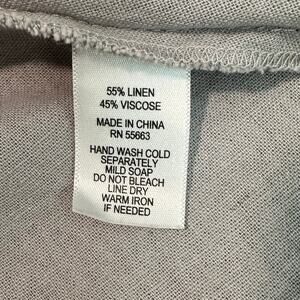 55% LINEN
45% VISCOSE
MADE IN CHINA
RN 55663
HAND WASH COLD
SEPARATELY
MILD SOAP
DO NOT BLEACH
LINE DRY
WARM IRON
IF NEEDED